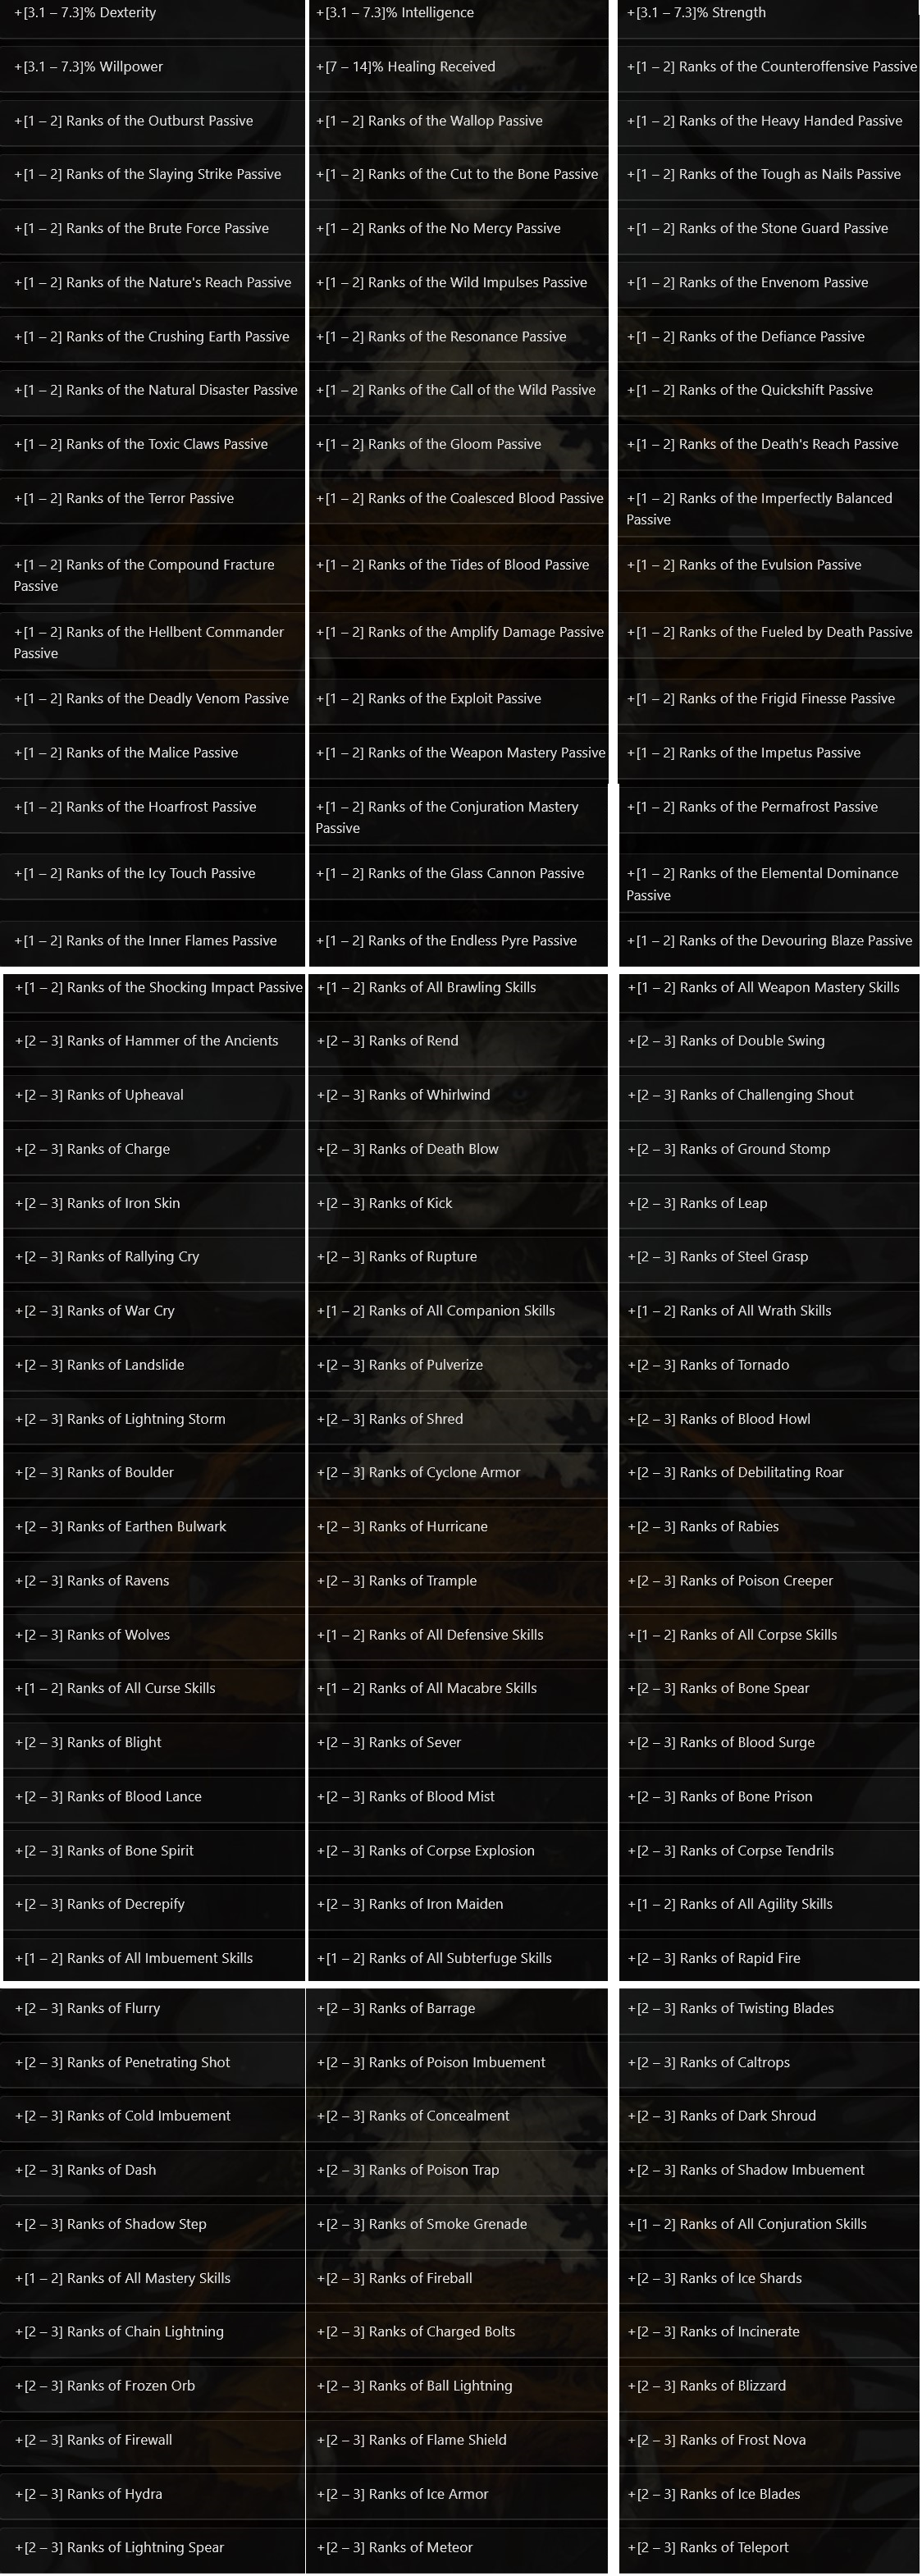 +[3.1 – 7.3]% Dexterity
+[3.1 – 7.3]% Intelligence
+[3.1 – 7.3]% Strength
+[3.1 – 7.3]% Willpower
+[7 – 14]% Healing Received
+[1 – 2] Ranks of the Counteroffensive Passive
+[1 – 2] Ranks of the Outburst Passive
+[1 – 2] Ranks of the Wallop Passive
+[1 – 2] Ranks of the Heavy Handed Passive
+[1 – 2] Ranks of the Slaying Strike Passive
+[1 – 2] Ranks of the Cut to the Bone Passive
+[1 – 2] Ranks of the Tough as Nails Passive
+[1 – 2] Ranks of the Brute Force Passive
+[1 – 2] Ranks of the No Mercy Passive
+[1 – 2] Ranks of the Stone Guard Passive
+[1 – 2] Ranks of the Nature's Reach Passive
+[1 – 2] Ranks of the Wild Impulses Passive
+[1 – 2] Ranks of the Envenom Passive
+[1 – 2] Ranks of the Crushing Earth Passive
+[1 – 2] Ranks of the Resonance Passive
+[1 – 2] Ranks of the Defiance Passive
+[1 – 2] Ranks of the Natural Disaster Passive
+[1 – 2] Ranks of the Call of the Wild Passive
+[1 – 2] Ranks of the Quickshift Passive
+[1 – 2] Ranks of the Toxic Claws Passive
+[1 – 2] Ranks of the Gloom Passive
+[1 – 2] Ranks of the Death's Reach Passive
+[1 – 2] Ranks of the Terror Passive
+[1 – 2] Ranks of the Coalesced Blood Passive
+[1 – 2] Ranks of the Imperfectly Balanced
Passive
+[1 – 2] Ranks of the Compound Fracture
Passive
+[1 – 2] Ranks of the Tides of Blood Passive
+[1 – 2] Ranks of the Evulsion Passive
+[1 – 2] Ranks of the Hellbent Commander
Passive
+[1 – 2] Ranks of the Amplify Damage Passive
+[1 – 2] Ranks of the Fueled by Death Passive
+[1 – 2] Ranks of the Deadly Venom Passive
+[1 – 2] Ranks of the Exploit Passive
+[1 – 2] Ranks of the Frigid Finesse Passive
+[1 – 2] Ranks of the Malice Passive
+[1 – 2] Ranks of the Weapon Mastery Passive
+[1 – 2] Ranks of the Impetus Passive
+[1 – 2] Ranks of the Hoarfrost Passive
+[1 – 2] Ranks of the Conjuration Mastery
Passive
+[1 – 2] Ranks of the Permafrost Passive
+[1 – 2] Ranks of the Icy Touch Passive
+[1 – 2] Ranks of the Glass Cannon Passive
+[1 – 2] Ranks of the Elemental Dominance
Passive
+[1 – 2] Ranks of the Inner Flames Passive
+[1 – 2] Ranks of the Endless Pyre Passive
+[1 – 2] Ranks of the Devouring Blaze Passive
+[1 – 2] Ranks of the Shocking Impact Passive
+[1 – 2] Ranks of All Brawling Skills
+[1 – 2] Ranks of All Weapon Mastery Skills
+[2 – 3] Ranks of Hammer of the Ancients
+[2 – 3] Ranks of Rend
+[2 – 3] Ranks of Double Swing
+[2 – 3] Ranks of Upheaval
+[2 – 3] Ranks of Whirlwind
+[2 – 3] Ranks of Challenging Shout
+[2 – 3] Ranks of Charge
+[2 – 3] Ranks of Death Blow
+[2 – 3] Ranks of Ground Stomp
+[2 – 3] Ranks of Iron Skin
+[2 – 3] Ranks of Kick
+[2 – 3] Ranks of Leap
+[2 – 3] Ranks of Rallying Cry
+[2 – 3] Ranks of Rupture
+[2 – 3] Ranks of Steel Grasp
+[2 – 3] Ranks of War Cry
+[1 – 2] Ranks of All Companion Skills
+[1 – 2] Ranks of All Wrath Skills
+[2 – 3] Ranks of Landslide
+[2 – 3] Ranks of Pulverize
+[2 – 3] Ranks of Tornado
+[2 – 3] Ranks of Lightning Storm
+[2 – 3] Ranks of Shred
+[2 – 3] Ranks of Blood Howl
+[2 – 3] Ranks of Boulder
+[2 – 3] Ranks of Cyclone Armor
+[2 – 3] Ranks of Debilitating Roar
+[2 – 3] Ranks of Earthen Bulwark
+[2 – 3] Ranks of Hurricane
+[2 – 3] Ranks of Rabies
+[2 – 3] Ranks of Ravens
+[2 – 3] Ranks of Trample
+[2 – 3] Ranks of Poison Creeper
+[2 – 3] Ranks of Wolves
+[1 – 2] Ranks of All Defensive Skills
+[1 – 2] Ranks of All Corpse Skills
+[1 – 2] Ranks of All Curse Skills
+[1 – 2] Ranks of All Macabre Skills
+[2 – 3] Ranks of Bone Spear
+[2 – 3] Ranks of Blight
+[2 – 3] Ranks of Sever
+[2 – 3] Ranks of Blood Surge
+[2 – 3] Ranks of Blood Lance
+[2 – 3] Ranks of Blood Mist
+[2 – 3] Ranks of Bone Prison
+[2 – 3] Ranks of Bone Spirit
+[2 – 3] Ranks of Corpse Explosion
+[2 – 3] Ranks of Corpse Tendrils
+[2 – 3] Ranks of Decrepify
+[2 – 3] Ranks of Iron Maiden
+[1 – 2] Ranks of All Agility Skills
+[1 – 2] Ranks of All Imbuement Skills
+[1 – 2] Ranks of All Subterfuge Skills
+[2 – 3] Ranks of Rapid Fire
+[2 – 3] Ranks of Flurry
+[2 – 3] Ranks of Barrage
+[2 – 3] Ranks of Twisting Blades
+[2 – 3] Ranks of Penetrating Shot
+[2 – 3] Ranks of Poison Imbuement
+[2 – 3] Ranks of Caltrops
+[2 – 3] Ranks of Cold Imbuement
+[2 – 3] Ranks of Concealment
+[2 – 3] Ranks of Dark Shroud
+[2 – 3] Ranks of Dash
+[2 – 3] Ranks of Poison Trap
+[2 – 3] Ranks of Shadow Imbuement
+[2 – 3] Ranks of Shadow Step
+[2 – 3] Ranks of Smoke Grenade
+[1 – 2] Ranks of All Conjuration Skills
+[1 – 2] Ranks of All Mastery Skills
+[2 – 3] Ranks of Fireball
+[2 – 3] Ranks of Ice Shards
+[2 – 3] Ranks of Chain Lightning
+[2 – 3] Ranks of Charged Bolts
+[2 – 3] Ranks of Incinerate
+[2 – 3] Ranks of Frozen Orb
+[2 – 3] Ranks of Ball Lightning
+[2 – 3] Ranks of Blizzard
+[2 – 3] Ranks of Firewall
+[2 – 3] Ranks of Flame Shield
+[2 – 3] Ranks of Frost Nova
+[2 – 3] Ranks of Hydra
+[2 – 3] Ranks of Ice Armor
+[2 – 3] Ranks of Ice Blades
+[2 – 3] Ranks of Lightning Spear
+[2 – 3] Ranks of Meteor
+[2 – 3] Ranks of Teleport